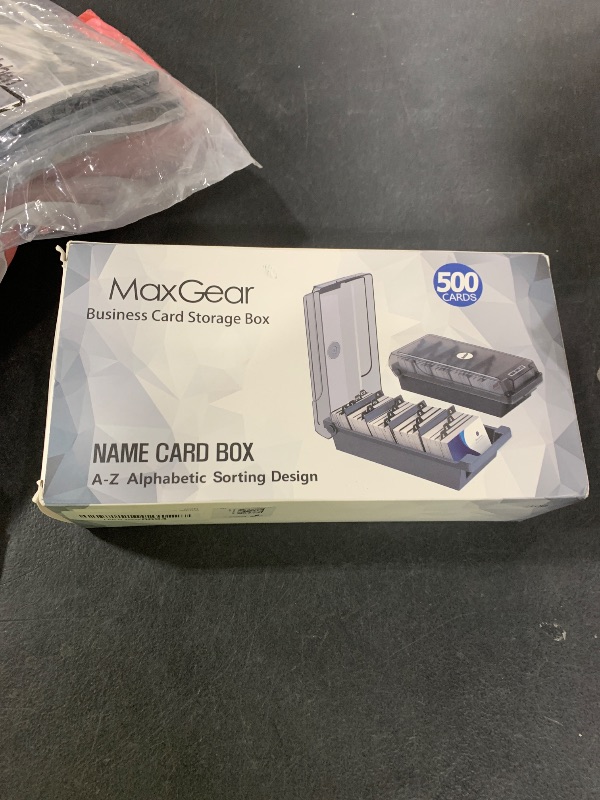 MaxGear
Business Card Storage Box
500
CARDS
NAME CARD BOX
A-Z Alphabetic Sorting Design